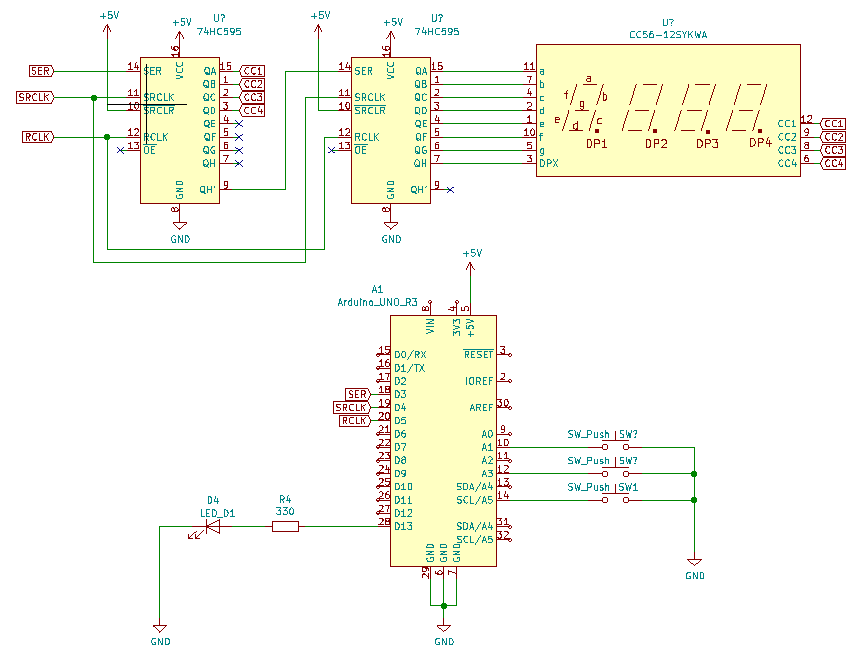 +5V +5V U? +5V +5V U?
74HC595 74HC595
U?
CC56-12SYKWA
SER 14 SER 16 VCC QA 15 CC1 14 SER 16 VCC QA 15 11 a
QB 1 CC2 QB 1 7 b
SRCLK 11 SRCLK QC 2 CC3 11 SRCLK QC 2 4 c
10 SRCLR QD 3 CC4 10 SRCLR QD 3 2 d
QE 4 QE 4 1 e CC1 12 CC1
RCLK 12 RCLK QF 5 12 RCLK QF 5 10 f CC2 9 CC2
13 OE QG 6 13 OE QG 6 5 g CC3 8 CC3
QH 7 QH 7 3 DPX CC4 6 CC4
a
f b
g
e c
d
DP1 DP2 DP3 DP4
GND QH' 9 GND QH' 9
8 8
GND GND
+5V
A1
Arduino_UNO_R3
8 4 5
VIN 3V3 +5V
15 D0/RX RESET 3
16 D1/TX
17 D2 IOREF 2
SER 18 D3
SRCLK 19 D4 AREF 30
RCLK 20 D5
21 D6 A0 9
22 D7 A1 10 SW_Push SW?
23 D8 A2 11
24 D9 A3 12 SW_Push SW?
25 D10 SDA/A4 13
26 D11 SCL/A5 14 SW_Push SW1
27 D12
28 D13 SDA/A4 31
SCL/A5 32
D4 R4
LED_D1 330
GND GND GND
29 6 7
GND
GND GND